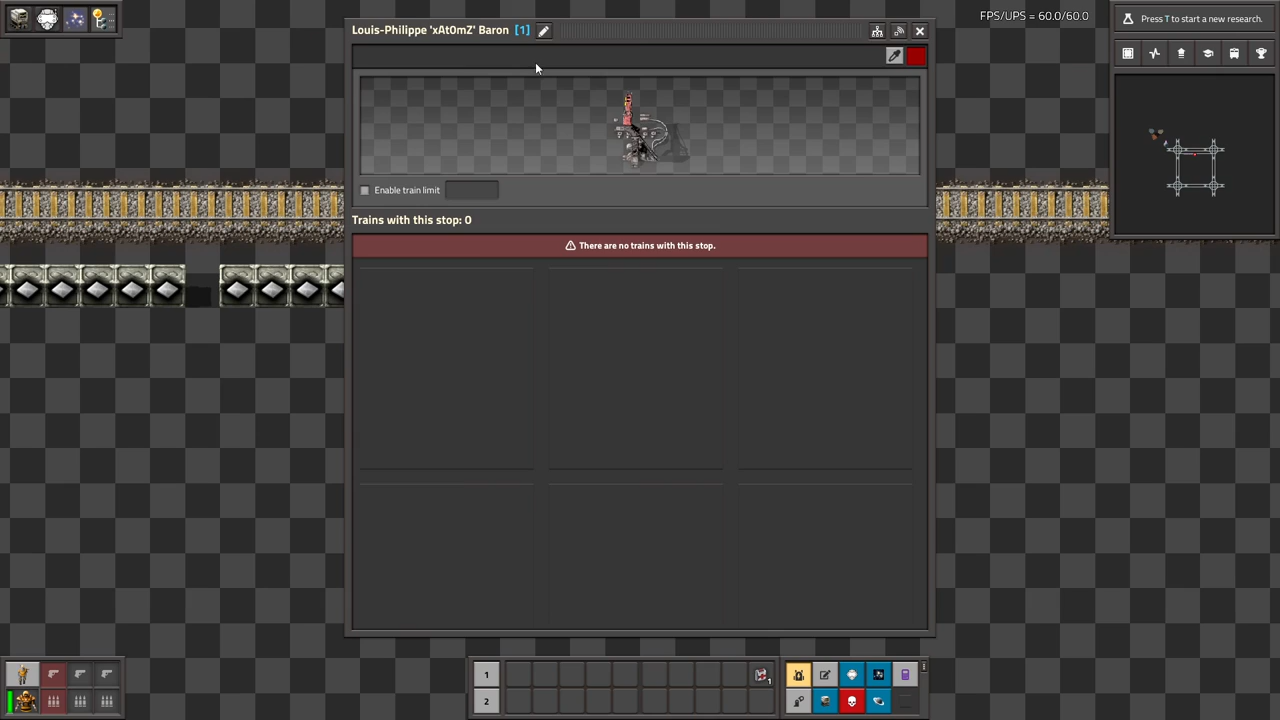 FPS/UPS = 60.0/60.0
Press T to start a new research.
Louis-Philippe 'xAtOmZ' Baron [1]
Enable train limit
Trains with this stop: 0
There are no trains with this stop.
1
1
2